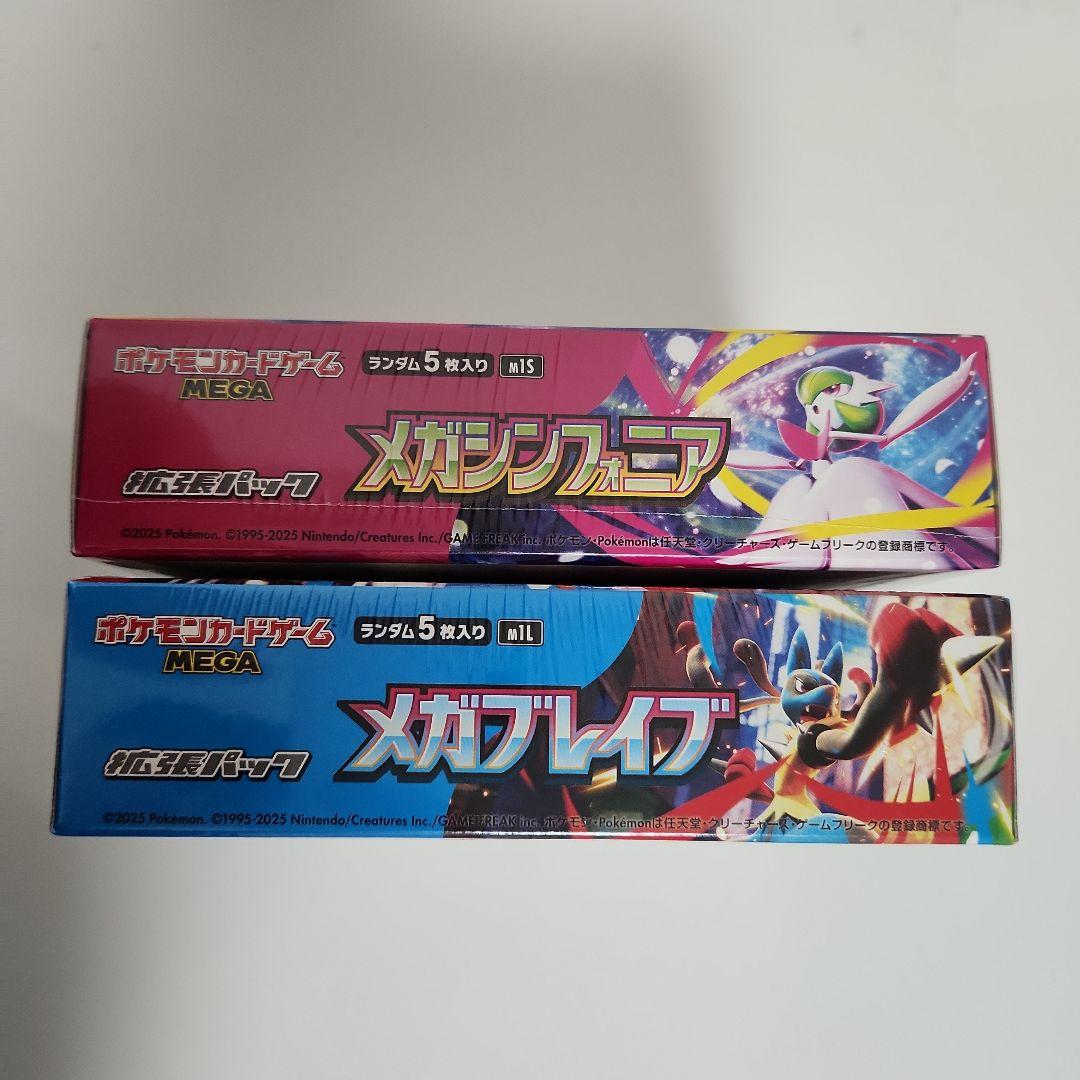 ポケモンカードゲーム
MEGA
ランダム5枚入り m1S
メガシンフォニア
拡張パック
©2025 Pokémon. ©1995-2025 Nintendo/Creatures Inc./GAME FREAK inc. ポケモン・Pokémonは任天堂・クリーチャーズ・ゲームフリークの登録商標です。
ポケモンカードゲーム™
MEGA
ランダム5枚入り m1L
メガブレイブ
拡張パック
©2025 Pokémon. ©1995-2025 Nintendo/Creatures Inc./GAME FREAK inc. ポケモン・Pokémonは任天堂・クリーチャーズ・ゲームフリークの登録商標です。